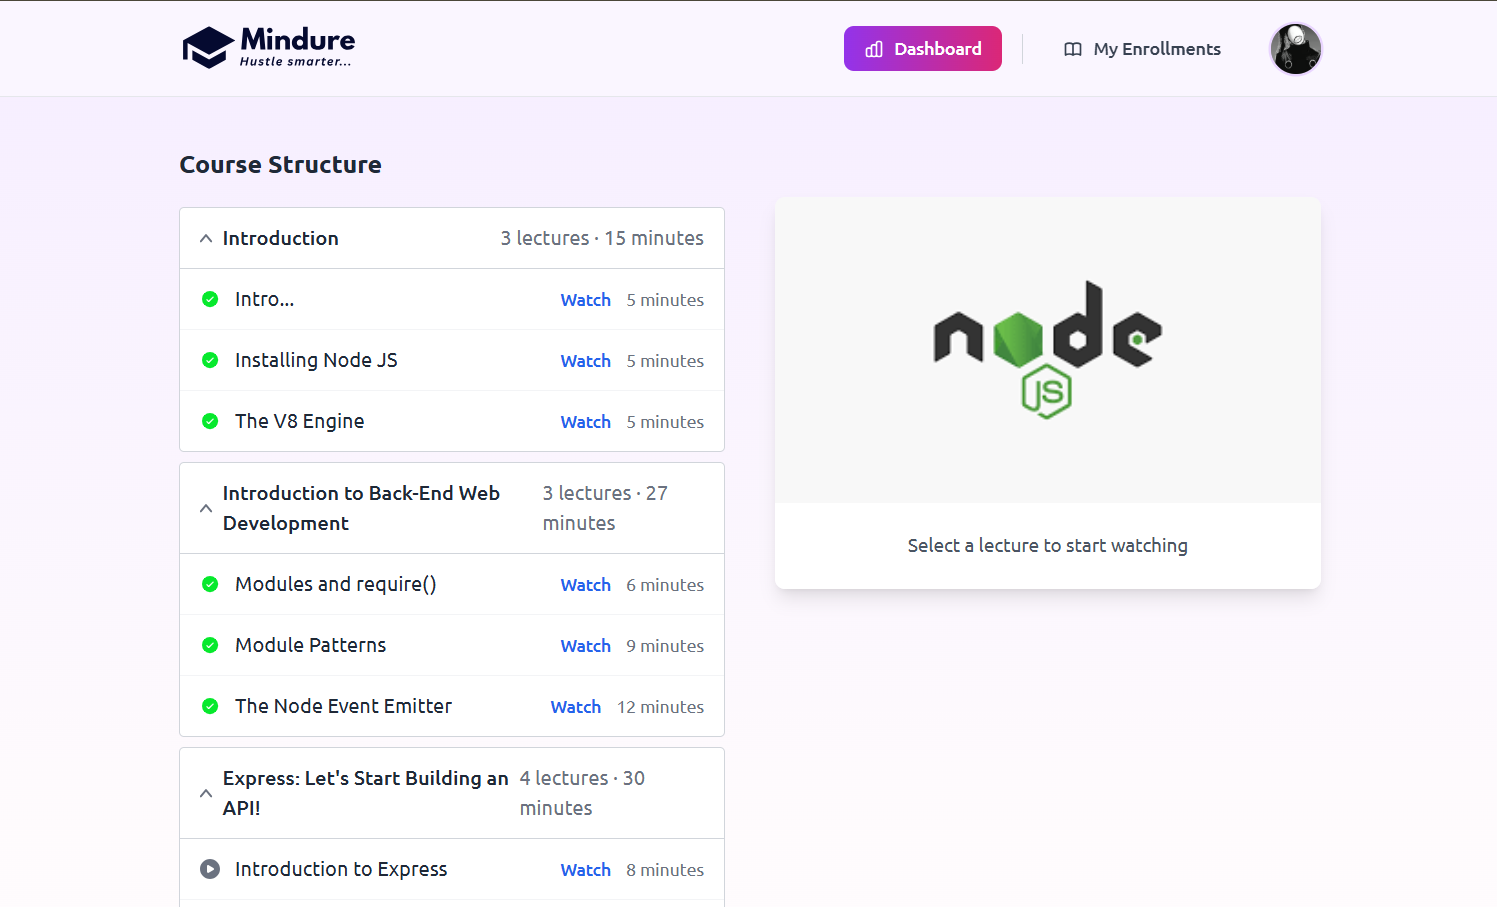 Mindure
Hustle smarter...
Dashboard
My Enrollments
Course Structure
Introduction
3 lectures · 15 minutes
Intro...
Watch
5 minutes
Installing Node JS
Watch
5 minutes
The V8 Engine
Watch
5 minutes
Introduction to Back-End Web
Development
3 lectures · 27
minutes
Modules and require()
Watch
6 minutes
Module Patterns
Watch
9 minutes
The Node Event Emitter
Watch
12 minutes
Express: Let's Start Building an
API!
4 lectures · 30
minutes
Introduction to Express
Watch
8 minutes
node
JS
Select a lecture to start watching